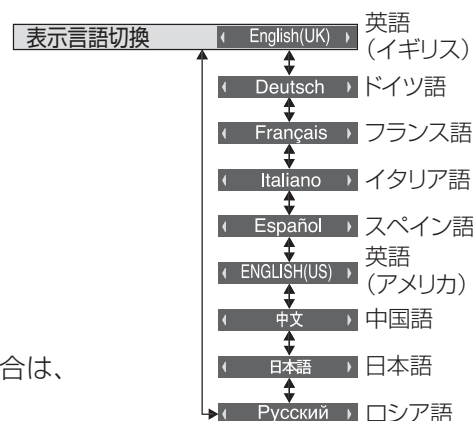 表示言語切換 English(UK) 英語
（イギリス）
Deutsch ドイツ語
Français フランス語
Italiano イタリア語
Español スペイン語
ENGLISH(US) 英語
（アメリカ）
中文 中国語
日本語 日本語
Русский ロシア語
合は、